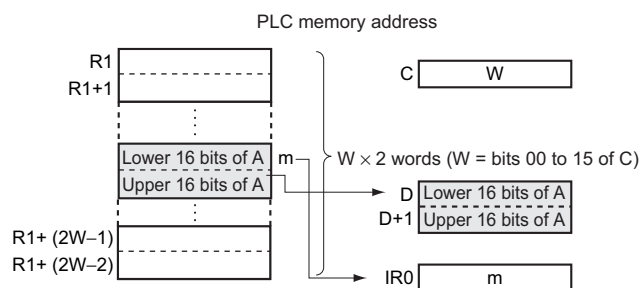 PLC memory address
R1
R1+1
C
W
Lower 16 bits of A
m
Upper 16 bits of A
W × 2 words (W = bits 00 to 15 of C)
D
Lower 16 bits of A
D+1
Upper 16 bits of A
R1+ (2W–1)
R1+ (2W–2)
IR0
m